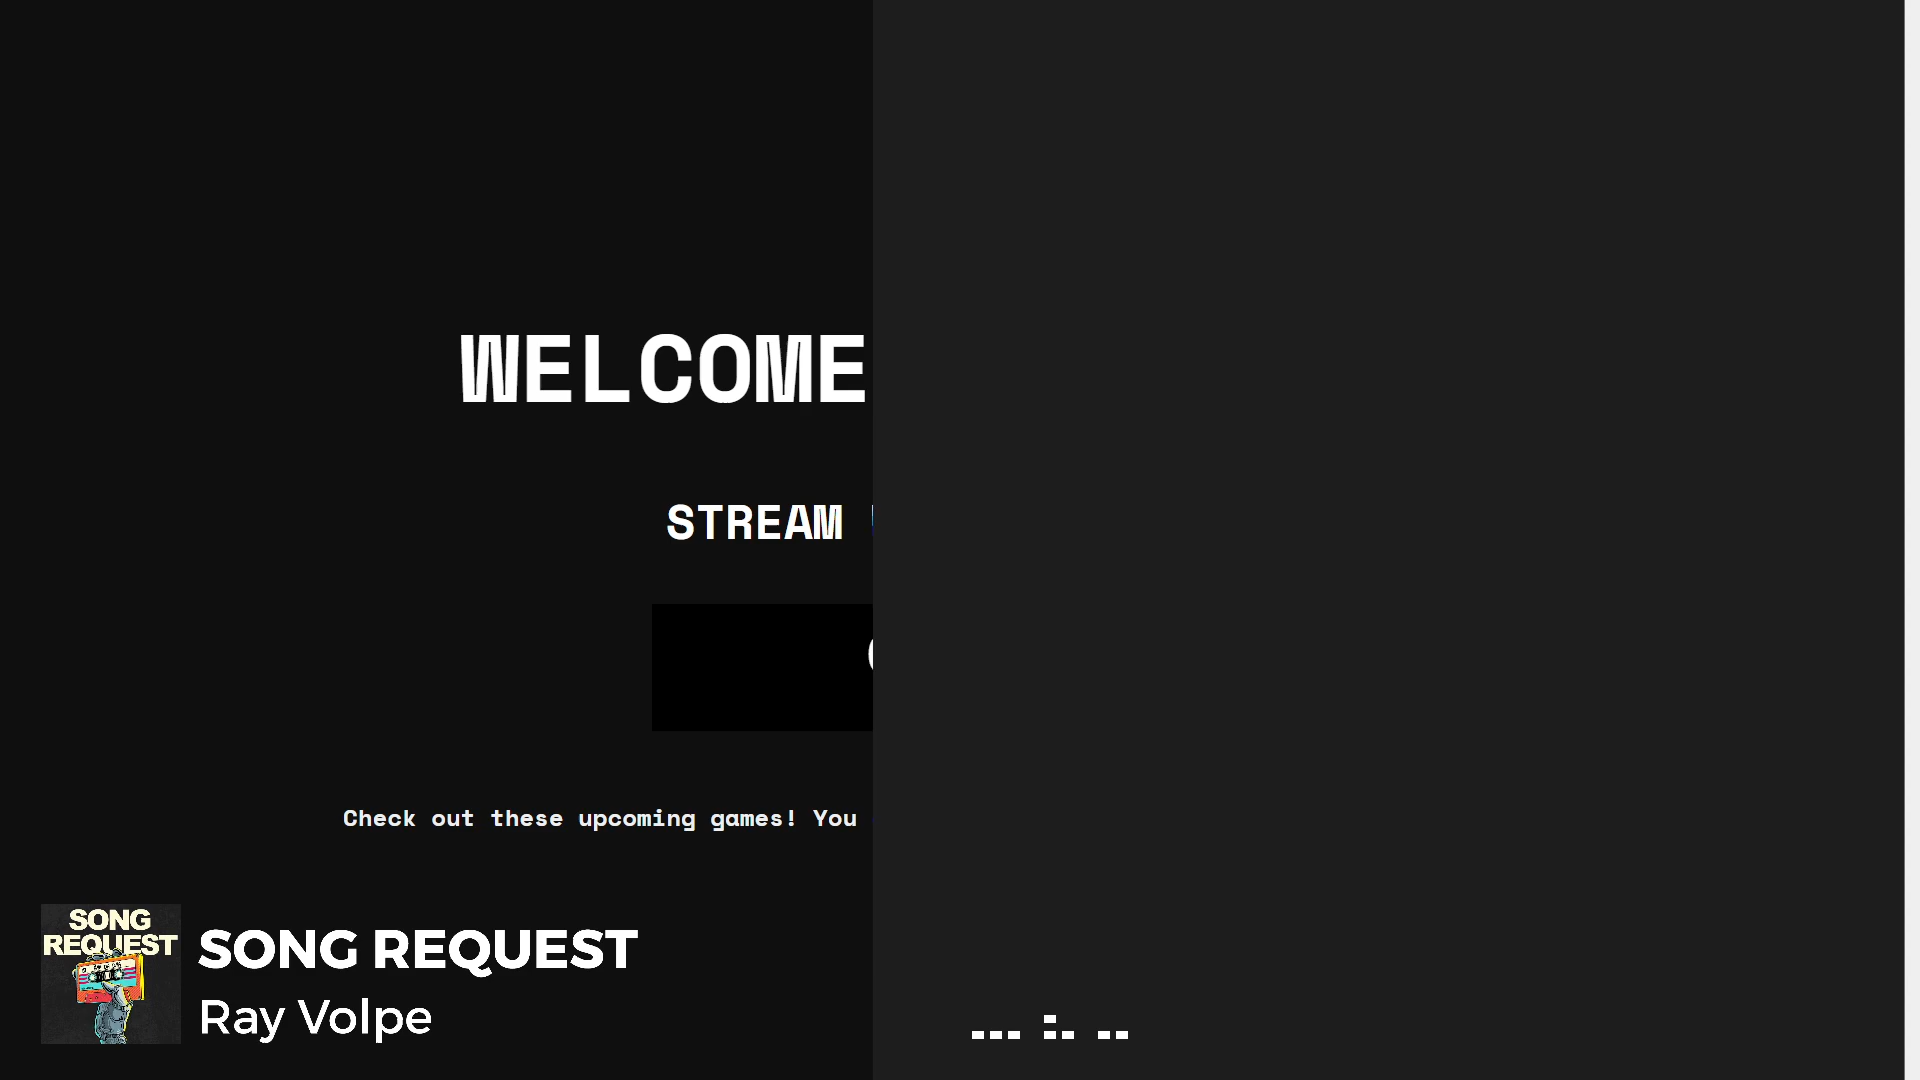 WELCOME
STREAM
Check out these upcoming games! You
SONG
REQUEST
SONG REQUEST
Ray Volpe